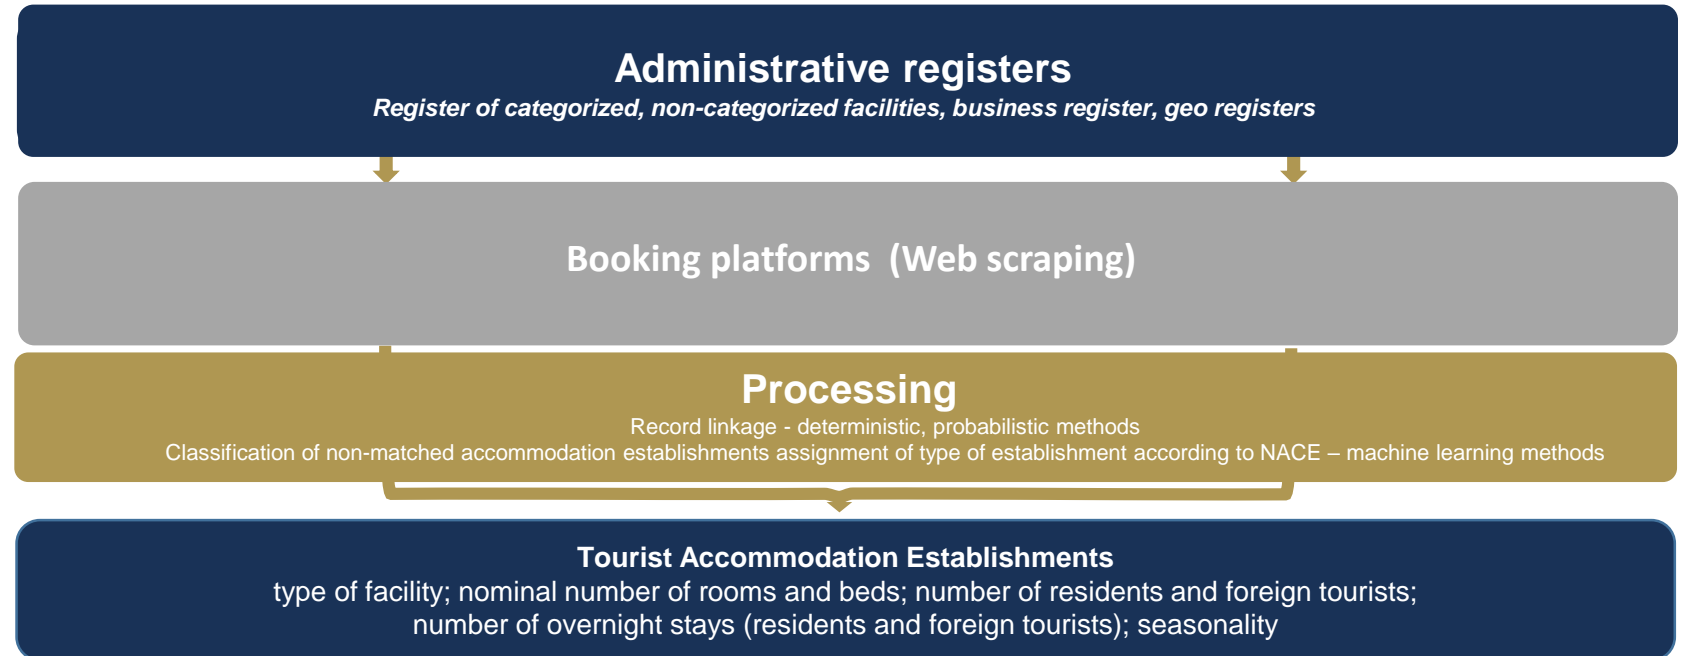 Administrative registers
Register of categorized, non-categorized facilities, business register, geo registers
Booking platforms (Web scraping)
Processing
Record linkage - deterministic, probabilistic methods
Classification of non-matched accommodation establishments assignment of type of establishment according to NACE – machine learning methods
Tourist Accommodation Establishments
type of facility; nominal number of rooms and beds; number of residents and foreign tourists;
number of overnight stays (residents and foreign tourists); seasonality